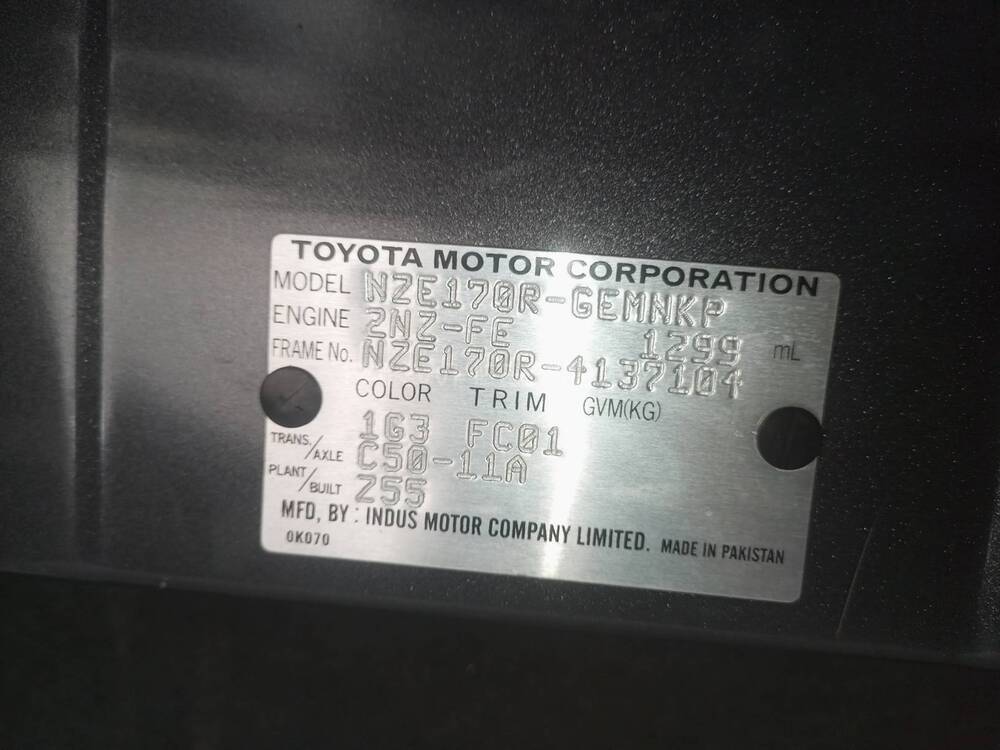 TOYOTA MOTOR CORPORATION
MODEL NZE170R-GEMNKP
ENGINE 2NZ-FE 1299 mL
FRAME No. NZE170R-4137104
COLOR TRIM GVM(KG)
1G3 FC01
TRANS./AXLE C50-11A
PLANT/BUILT Z55
MFD, BY : INDUS MOTOR COMPANY LIMITED. MADE IN PAKISTAN
0K070